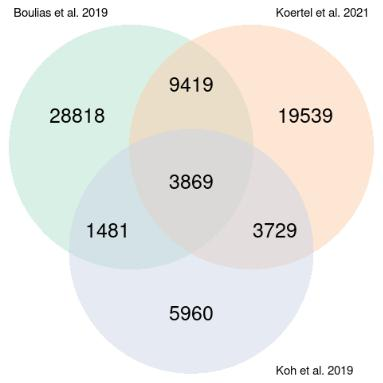 Boulias et al. 2019
Koertel et al. 2021
9419
28818
19539
3869
1481
3729
5960
Koh et al. 2019